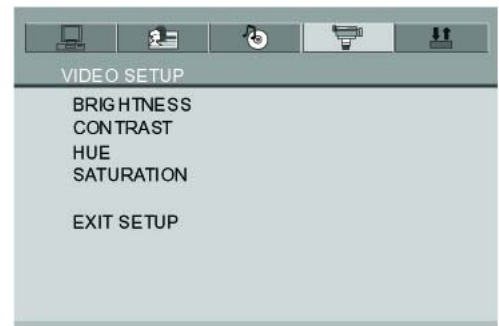 VIDEO SETUP
BRIGHTNESS
CONTRAST
HUE
SATURATION
EXIT SETUP